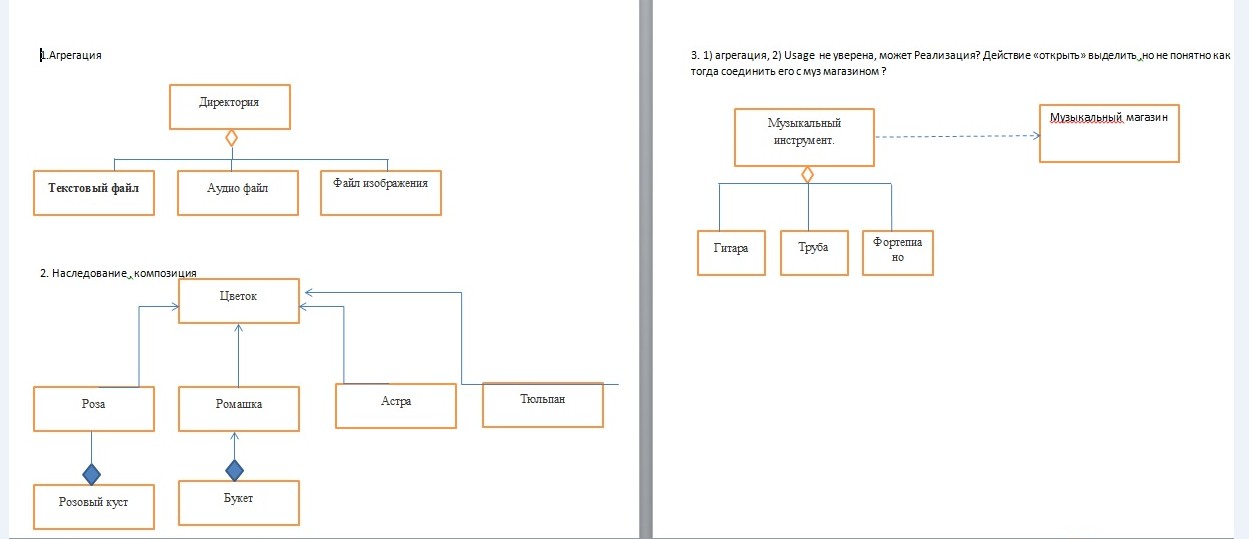 1.Агрегация
Директория
Текстовый файл
Аудио файл
Файл изображения
2. Наследование, композиция
Цветок
Роза
Ромашка
Астра
Тюльпан
Розовый куст
Букет
3. 1) агрегация, 2) Usage не уверена, может Реализация? Действие «открыть» выделить ,но не понятно как
тогда соединить его с муз магазином ?
Музыкальный
инструмент.
Музыкальный магазин
Гитара
Труба
Фортепиа
но